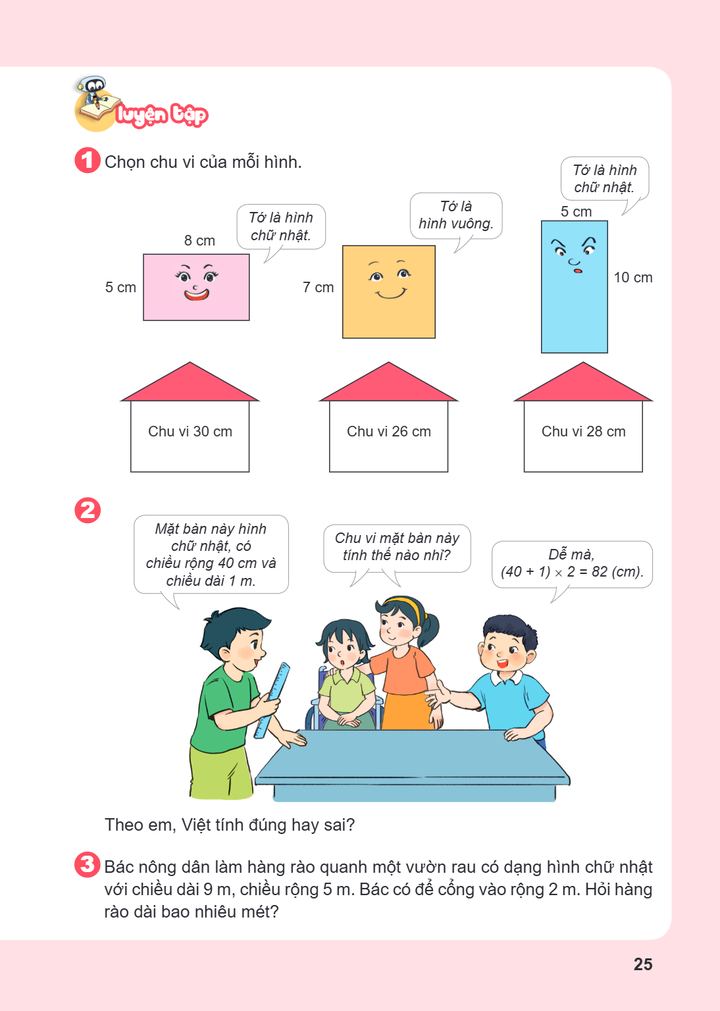 Luyện tập
1 Chọn chu vi của mỗi hình.
Tớ là hình
chữ nhật.
8 cm
5 cm
Tớ là
hình vuông.
7 cm
Tớ là hình
chữ nhật.
5 cm
10 cm
Chu vi 30 cm
Chu vi 26 cm
Chu vi 28 cm
2
Mặt bàn này hình
chữ nhật, có
chiều rộng 40 cm và
chiều dài 1 m.
Chu vi mặt bàn này
tính thế nào nhỉ?
Dễ mà,
(40 + 1) × 2 = 82 (cm).
Theo em, Việt tính đúng hay sai?
3 Bác nông dân làm hàng rào quanh một vườn rau có dạng hình chữ nhật
với chiều dài 9 m, chiều rộng 5 m. Bác có để cổng vào rộng 2 m. Hỏi hàng
rào dài bao nhiêu mét?
25